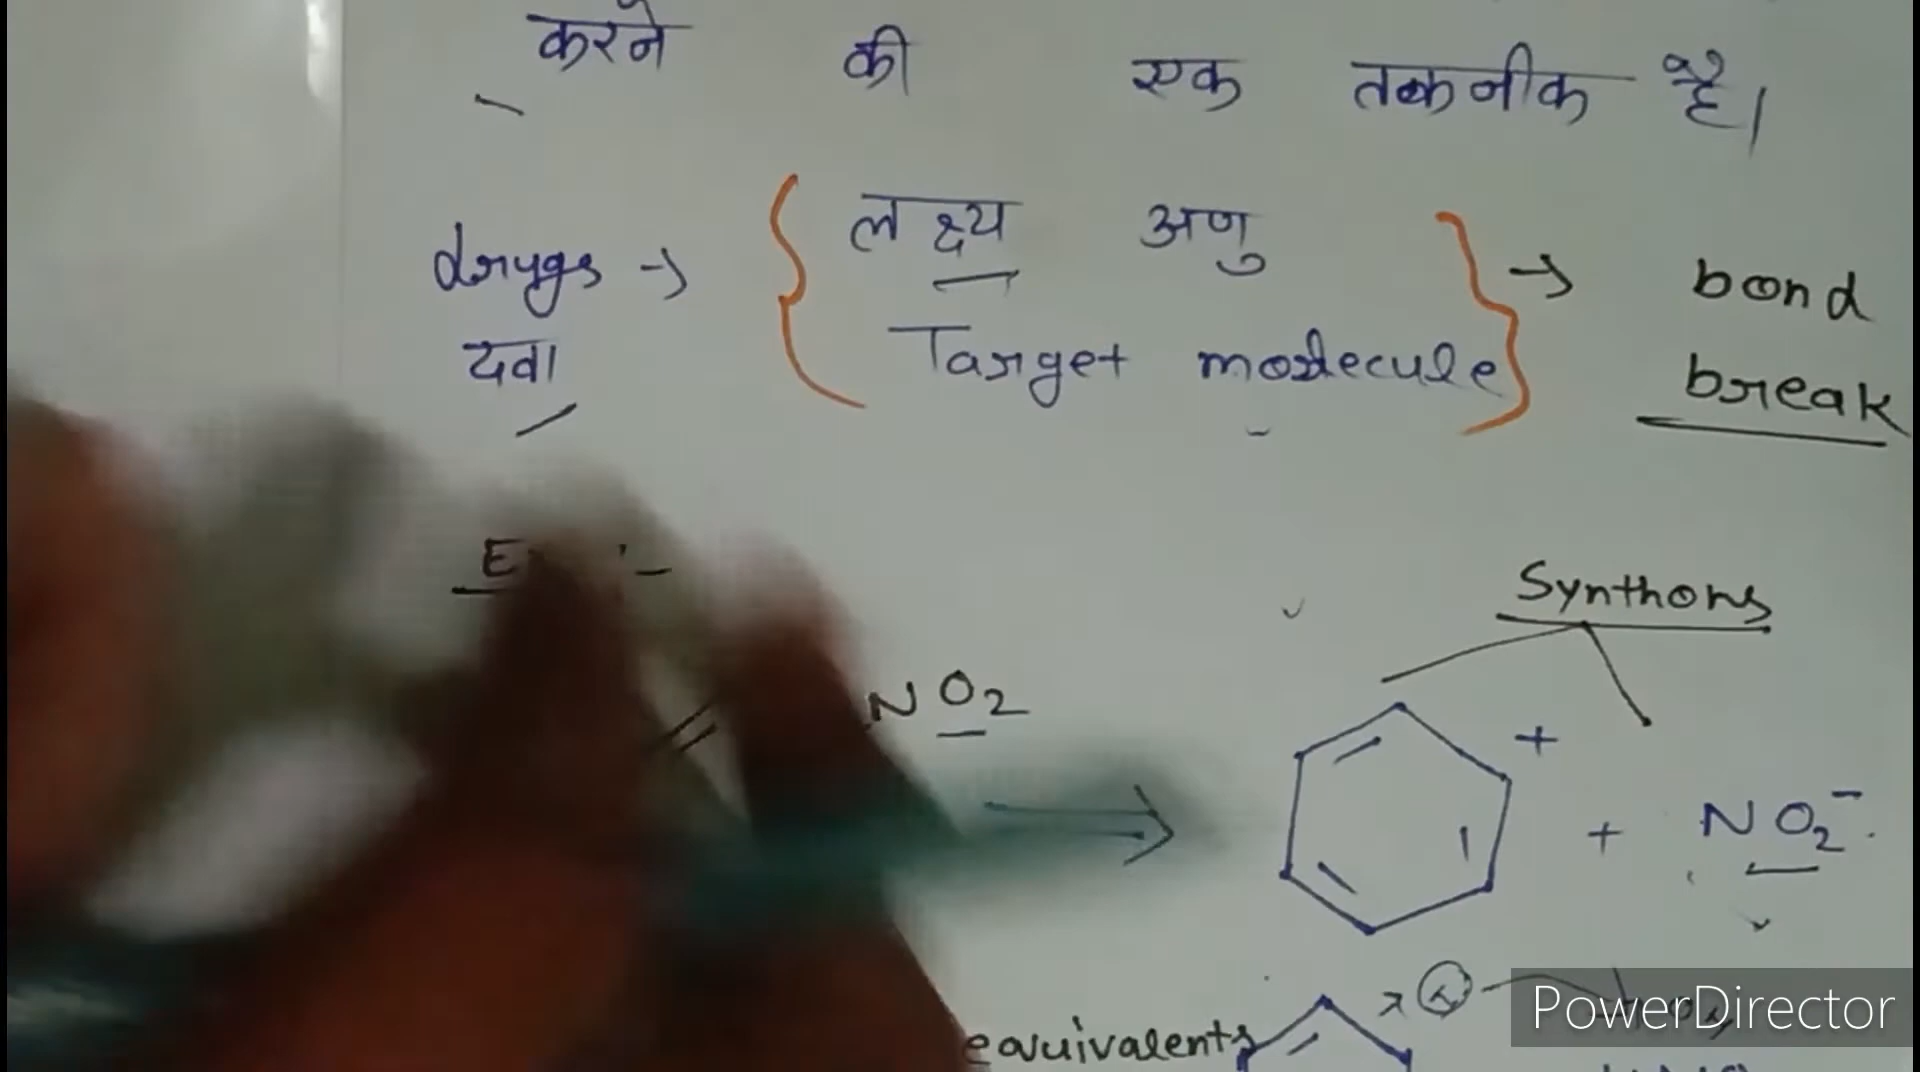 करने की एक तकनीक है।
drugs → { लक्ष्य अणु } → bond
दवा Target molecule break
Synthons
NO2
+
+ NO2-
equivalents
PowerDirector